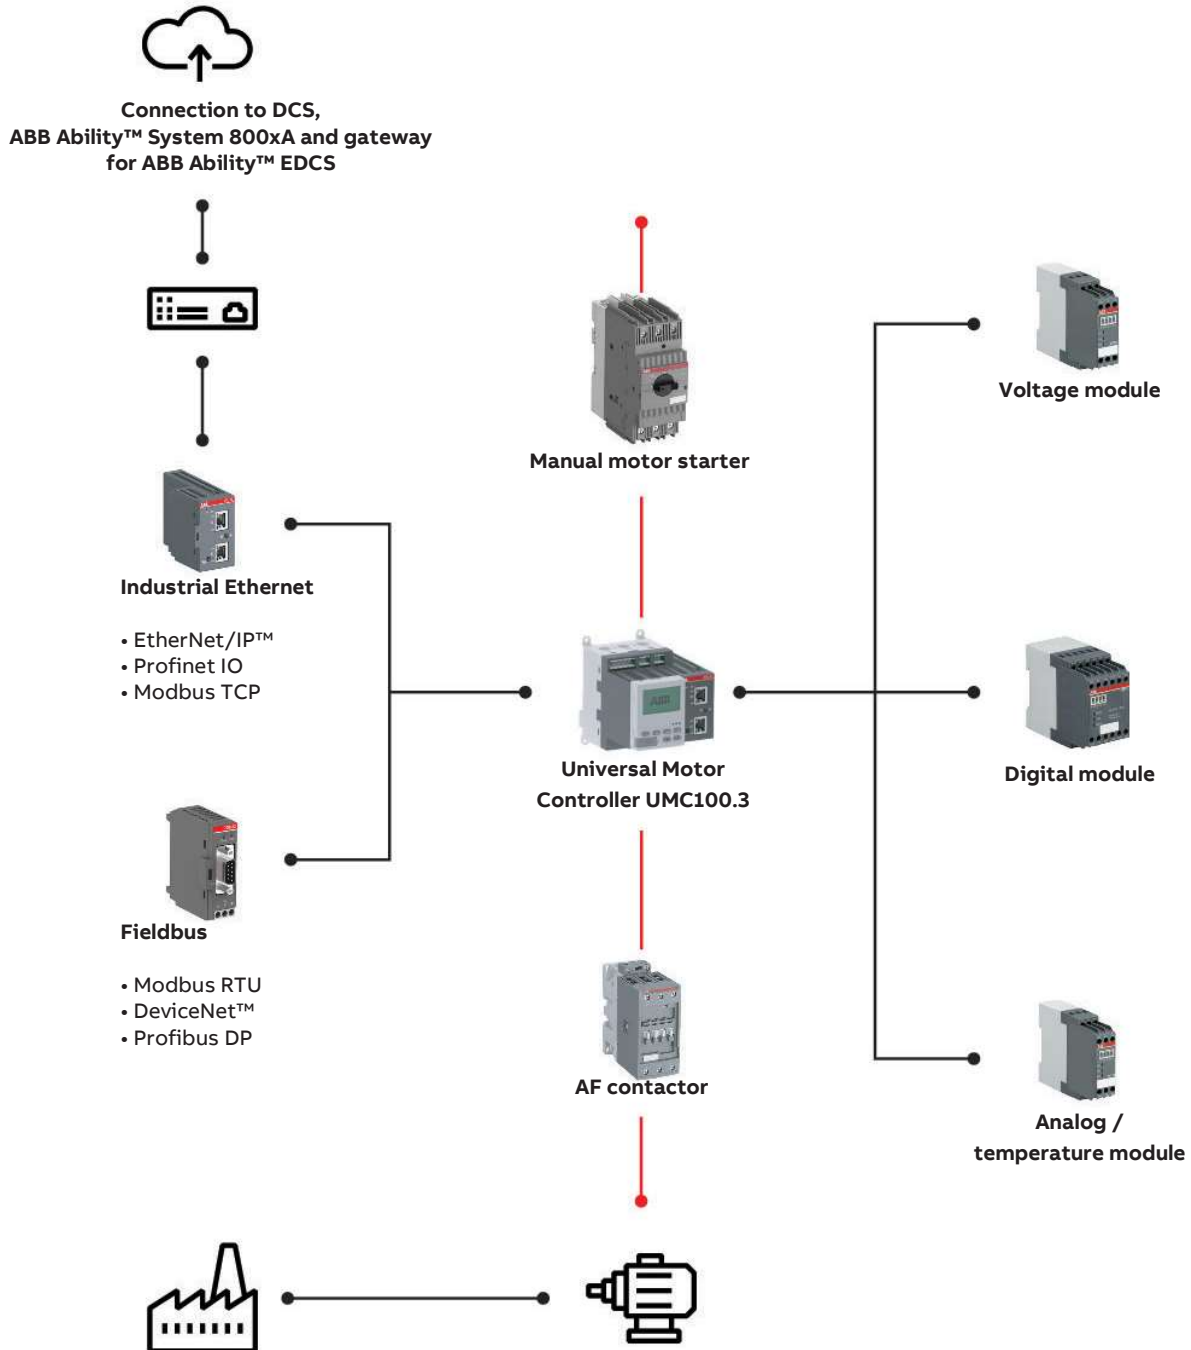 Connection to DCS,
ABB Ability™ System 800xA and gateway
for ABB Ability™ EDCS
Manual motor starter
Voltage module
Industrial Ethernet
• EtherNet/IP™
• Profinet IO
• Modbus TCP
ABB
Universal Motor
Controller UMC100.3
Digital module
Fieldbus
• Modbus RTU
• DeviceNet™
• Profibus DP
AF contactor
Analog /
temperature module